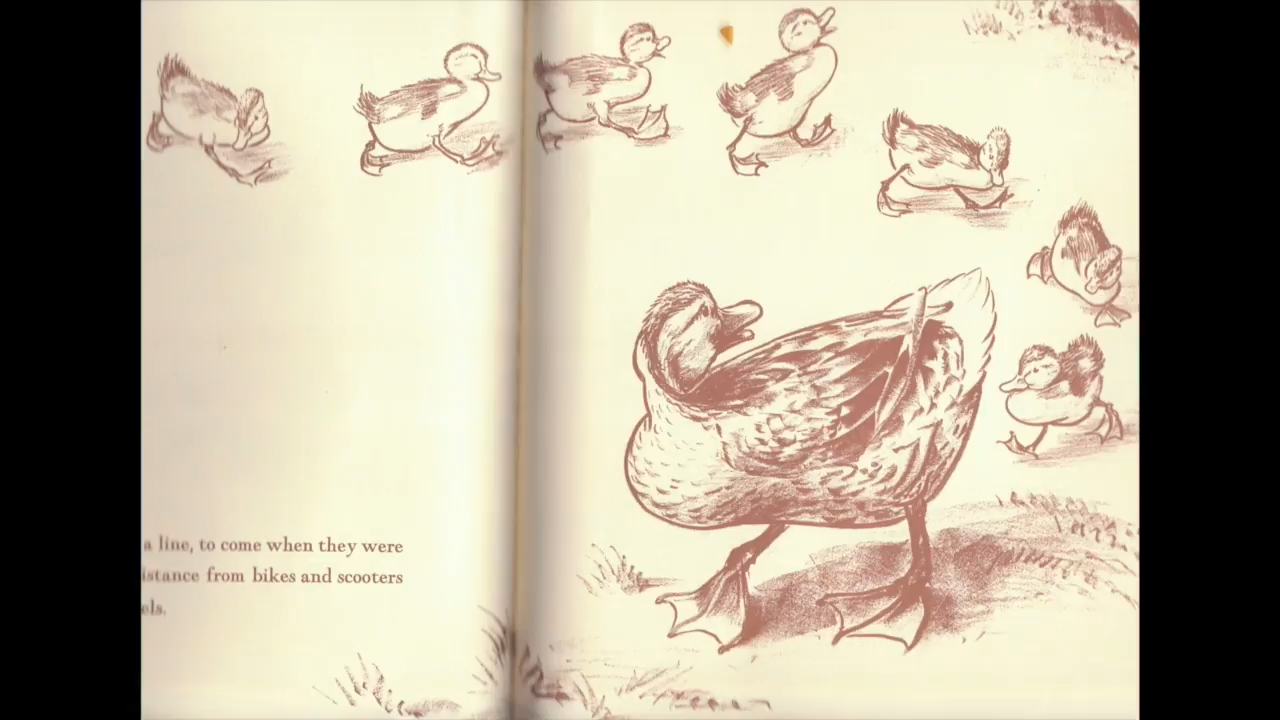 a line, to come when they were
istance from bikes and scooters
els.